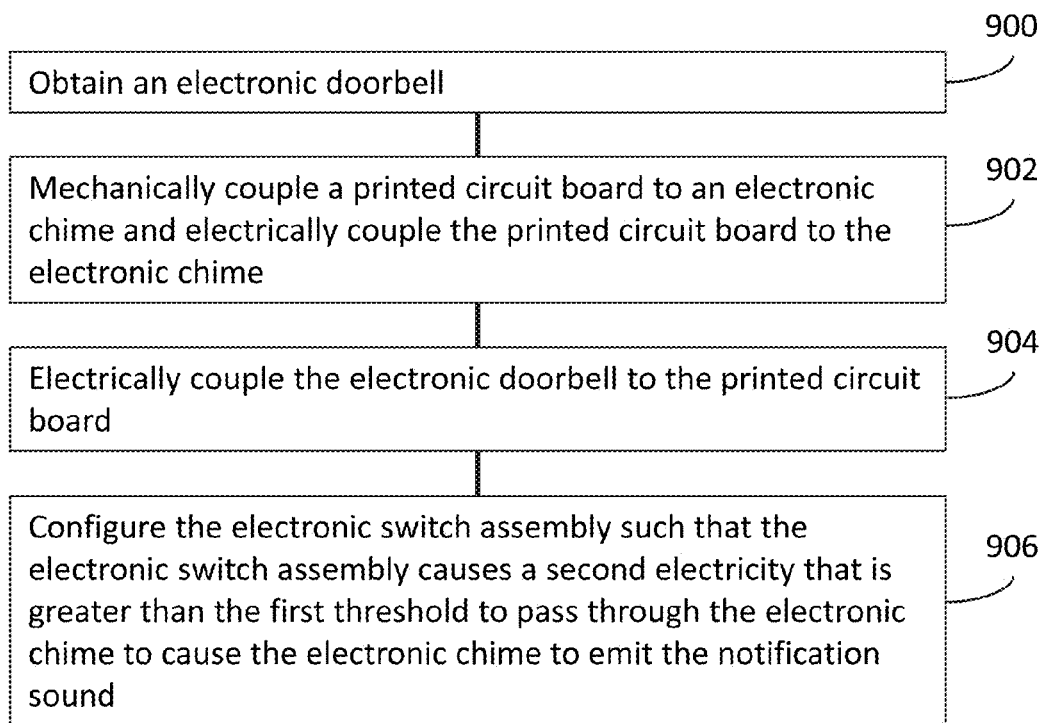 900
Obtain an electronic doorbell
902
Mechanically couple a printed circuit board to an electronic
chime and electrically couple the printed circuit board to the
electronic chime
904
Electrically couple the electronic doorbell to the printed circuit
board
Configure the electronic switch assembly such that the
906
electronic switch assembly causes a second electricity that is
greater than the first threshold to pass through the electronic
chime to cause the electronic chime to emit the notification
sound